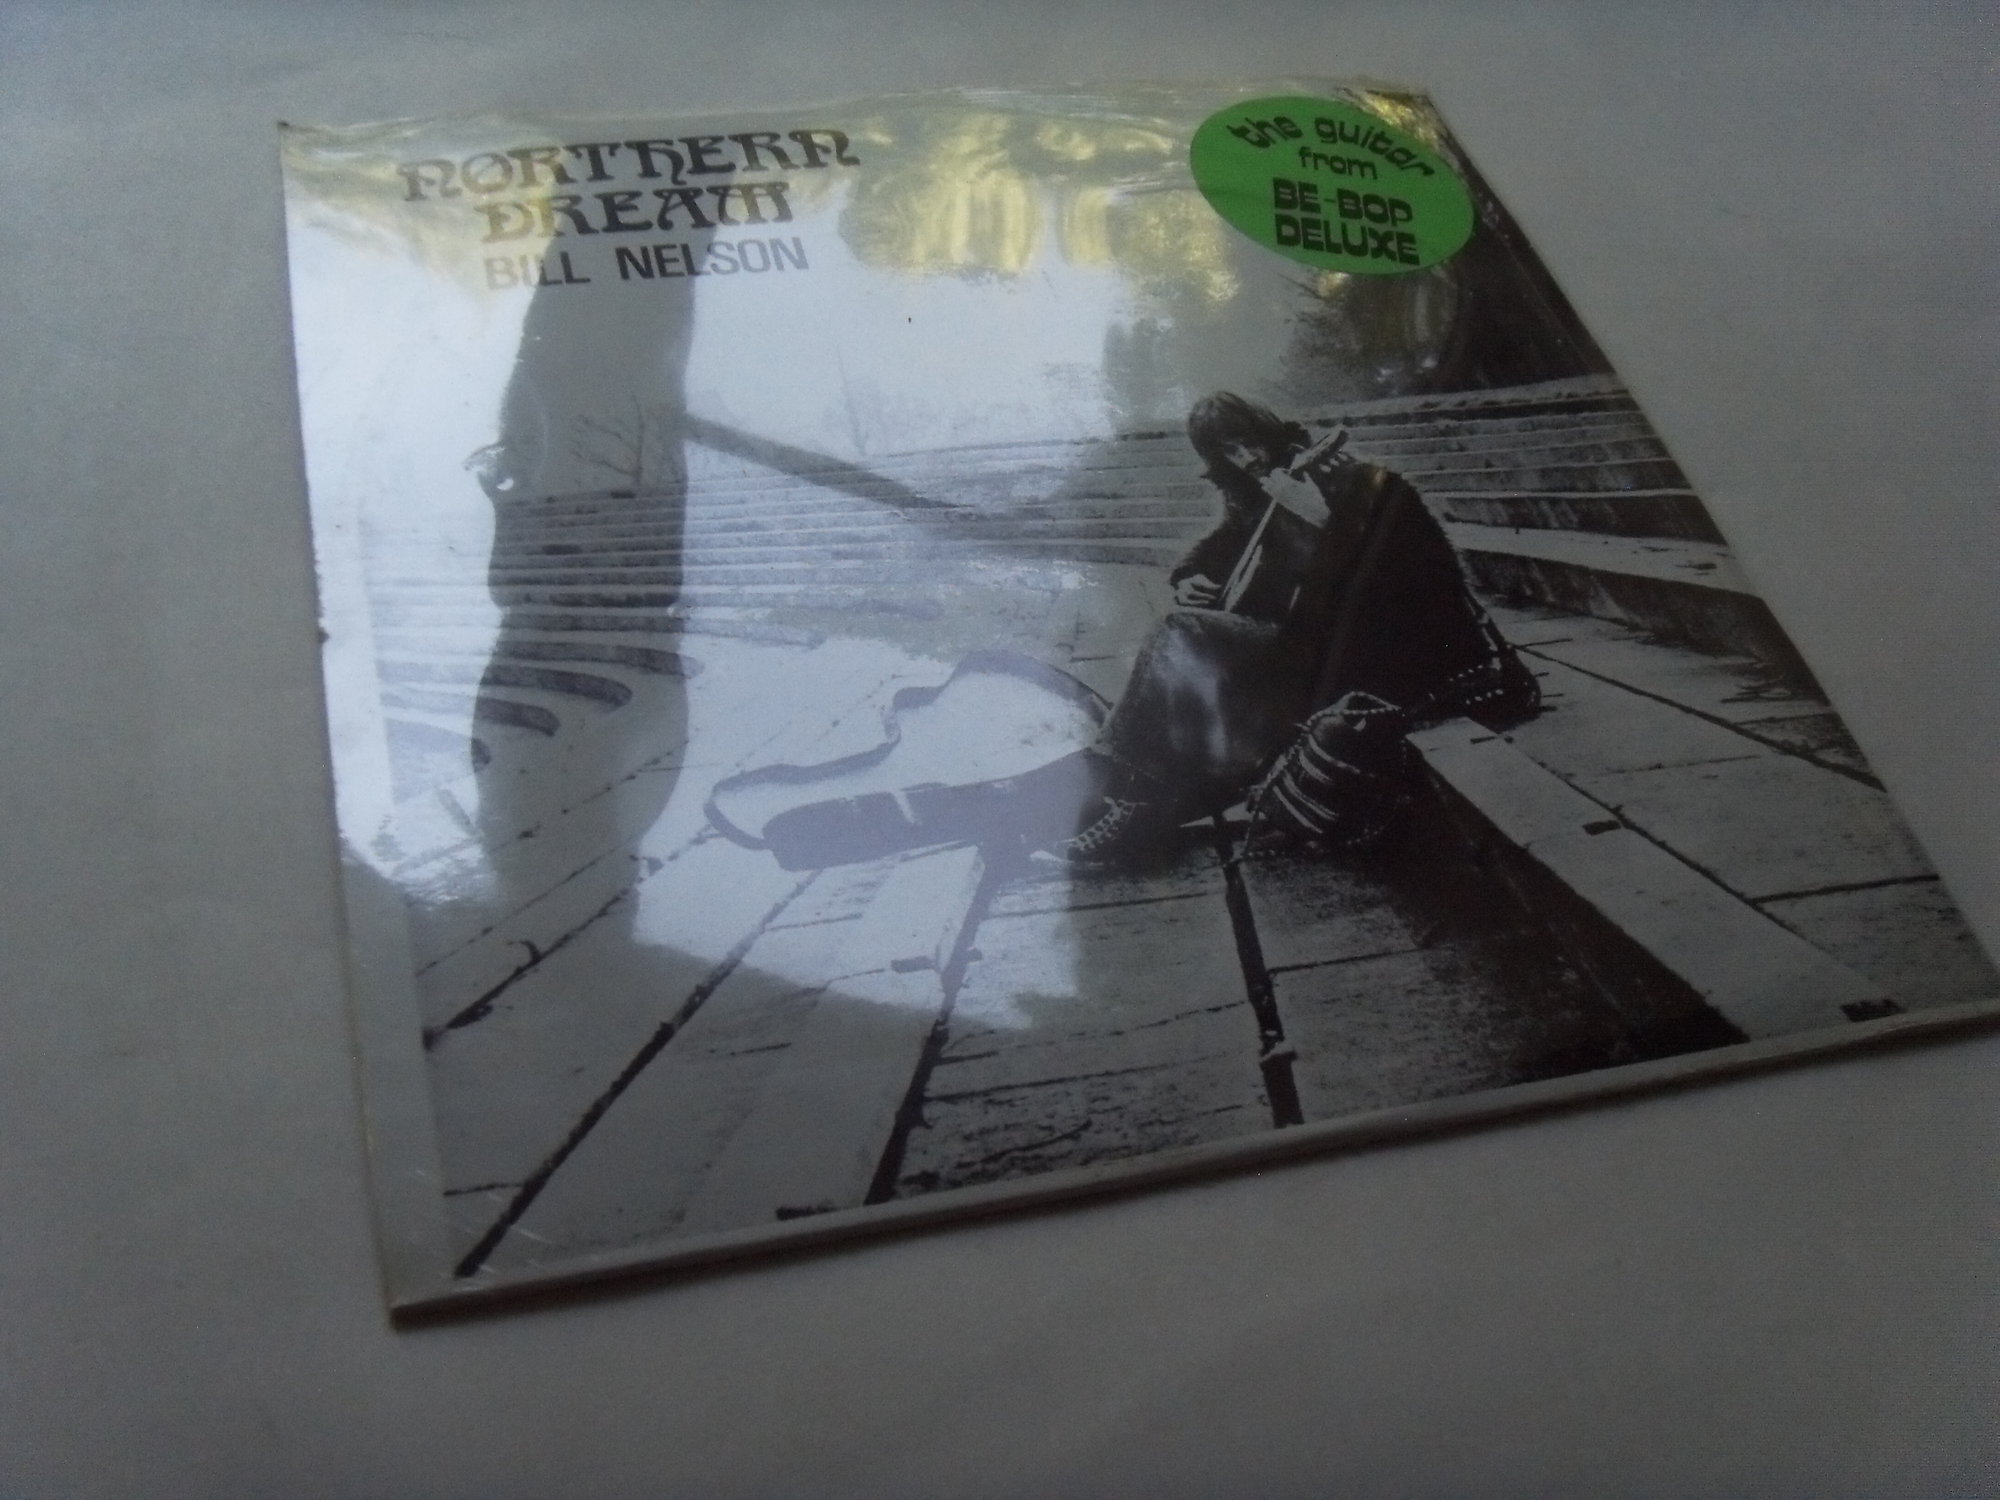 NORTHERN
DREAM
BILL NELSON
the guitar
from
BE-BOP
DELUXE